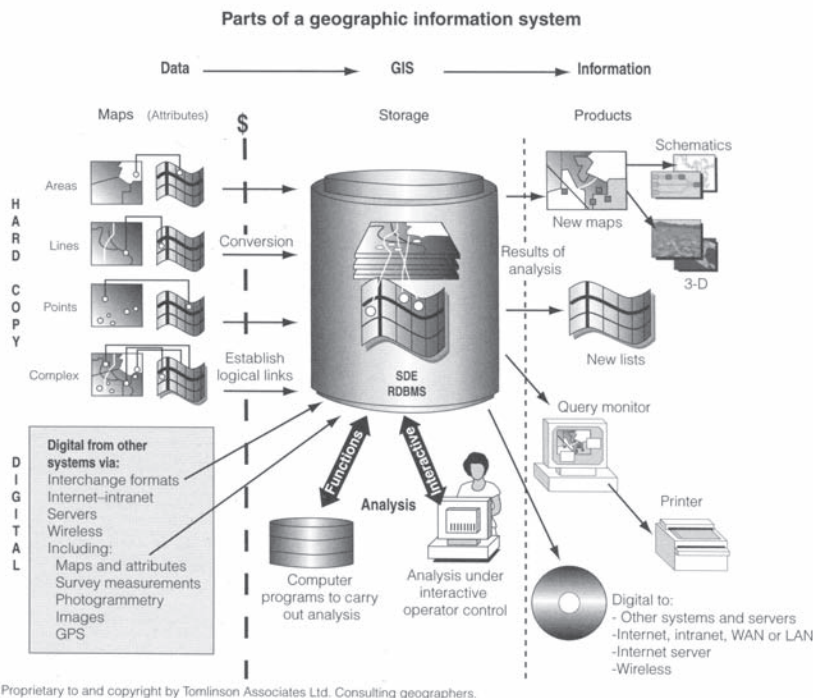 Parts of a geographic information system
Data
GIS
Information
Maps (Attributes)
$
Storage
Products
HARD COPY
Areas
Lines
Points
Complex
Conversion
Establish
logical links
SDE
RDBMS
Results of
analysis
Schematics
New maps
3-D
New lists
Query monitor
Printer
DIGITAL
Digital from other
systems via:
Interchange formats
Internet–intranet
Servers
Wireless
Including:
Maps and attributes
Survey measurements
Photogrammetry
Images
GPS
Functions
Interactive
Analysis
Computer
programs to carry
out analysis
Analysis under
interactive
operator control
Digital to:
- Other systems and servers
-Internet, intranet, WAN or LAN
-Internet server
-Wireless
Proprietary to and copyright by Tomlinson Associates Ltd. Consulting geographers.